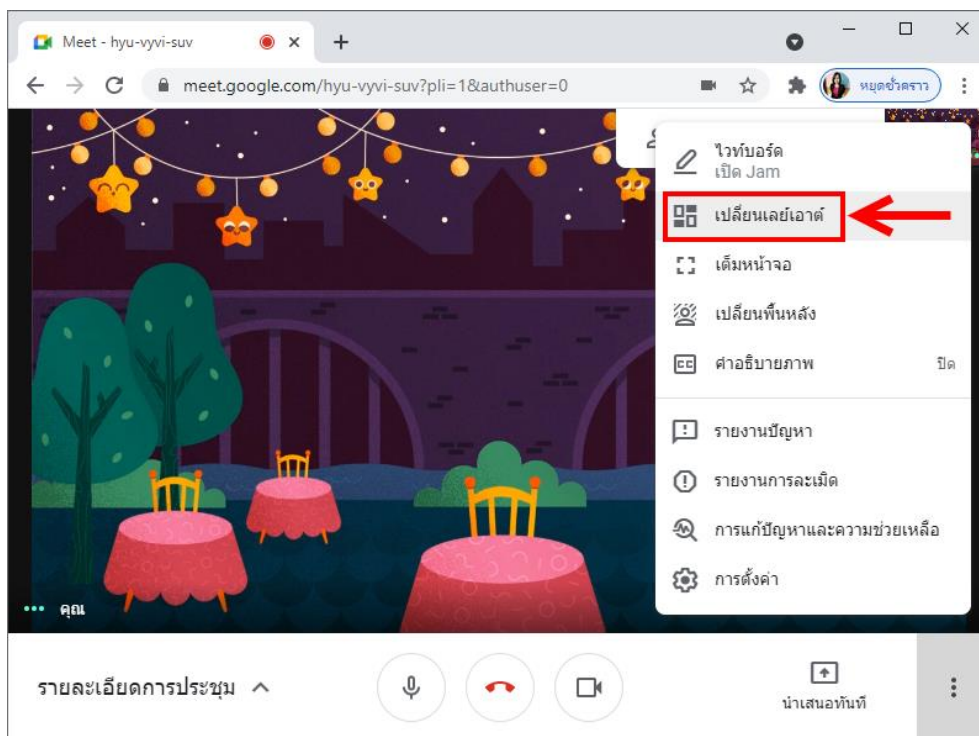 Meet - hyu-vyvi-suv
meet.google.com/hyu-vyvi-suv?pli=1&authuser=0
หยุดชั่วคราว
ไวท์บอร์ด
เปิด Jam
เปลี่ยนเลย์เอาต์
เต็มหน้าจอ
เปลี่ยนพื้นหลัง
CC คำอธิบายภาพ ปิด
รายงานปัญหา
รายงานการละเมิด
การแก้ปัญหาและความช่วยเหลือ
การตั้งค่า
คุณ
รายละเอียดการประชุม
นำเสนอทันที